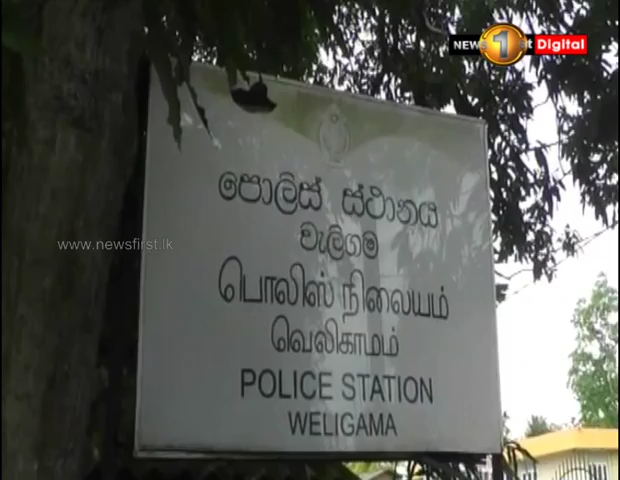 NEWS 1st Digital
www.newsfirst.lk
පොලිස් ස්ථානය
වැලිගම
பொலிஸ் நிலையம்
வெலிகாமம்
POLICE STATION
WELIGAMA